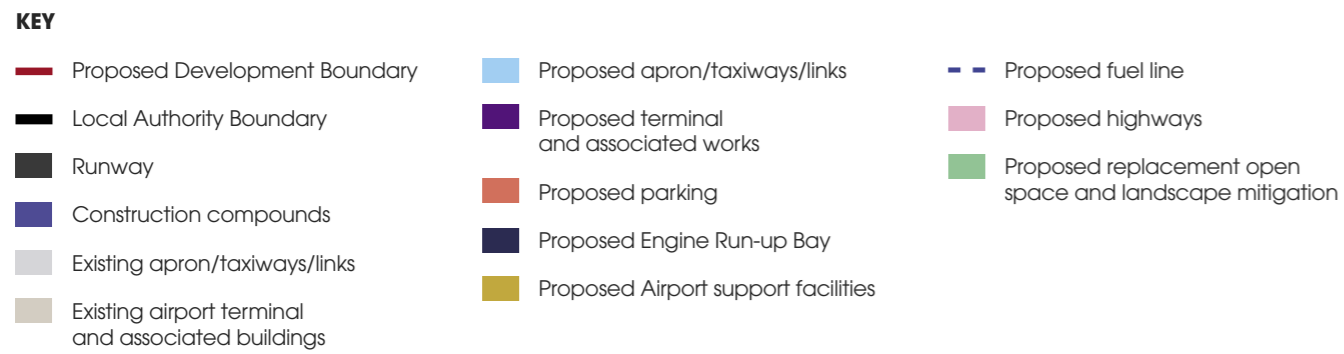 KEY
Proposed Development Boundary
Local Authority Boundary
Runway
Construction compounds
Existing apron/taxiways/links
Existing airport terminal
and associated buildings
Proposed apron/taxiways/links
Proposed terminal
and associated works
Proposed parking
Proposed Engine Run-up Bay
Proposed Airport support facilities
Proposed fuel line
Proposed highways
Proposed replacement open
space and landscape mitigation